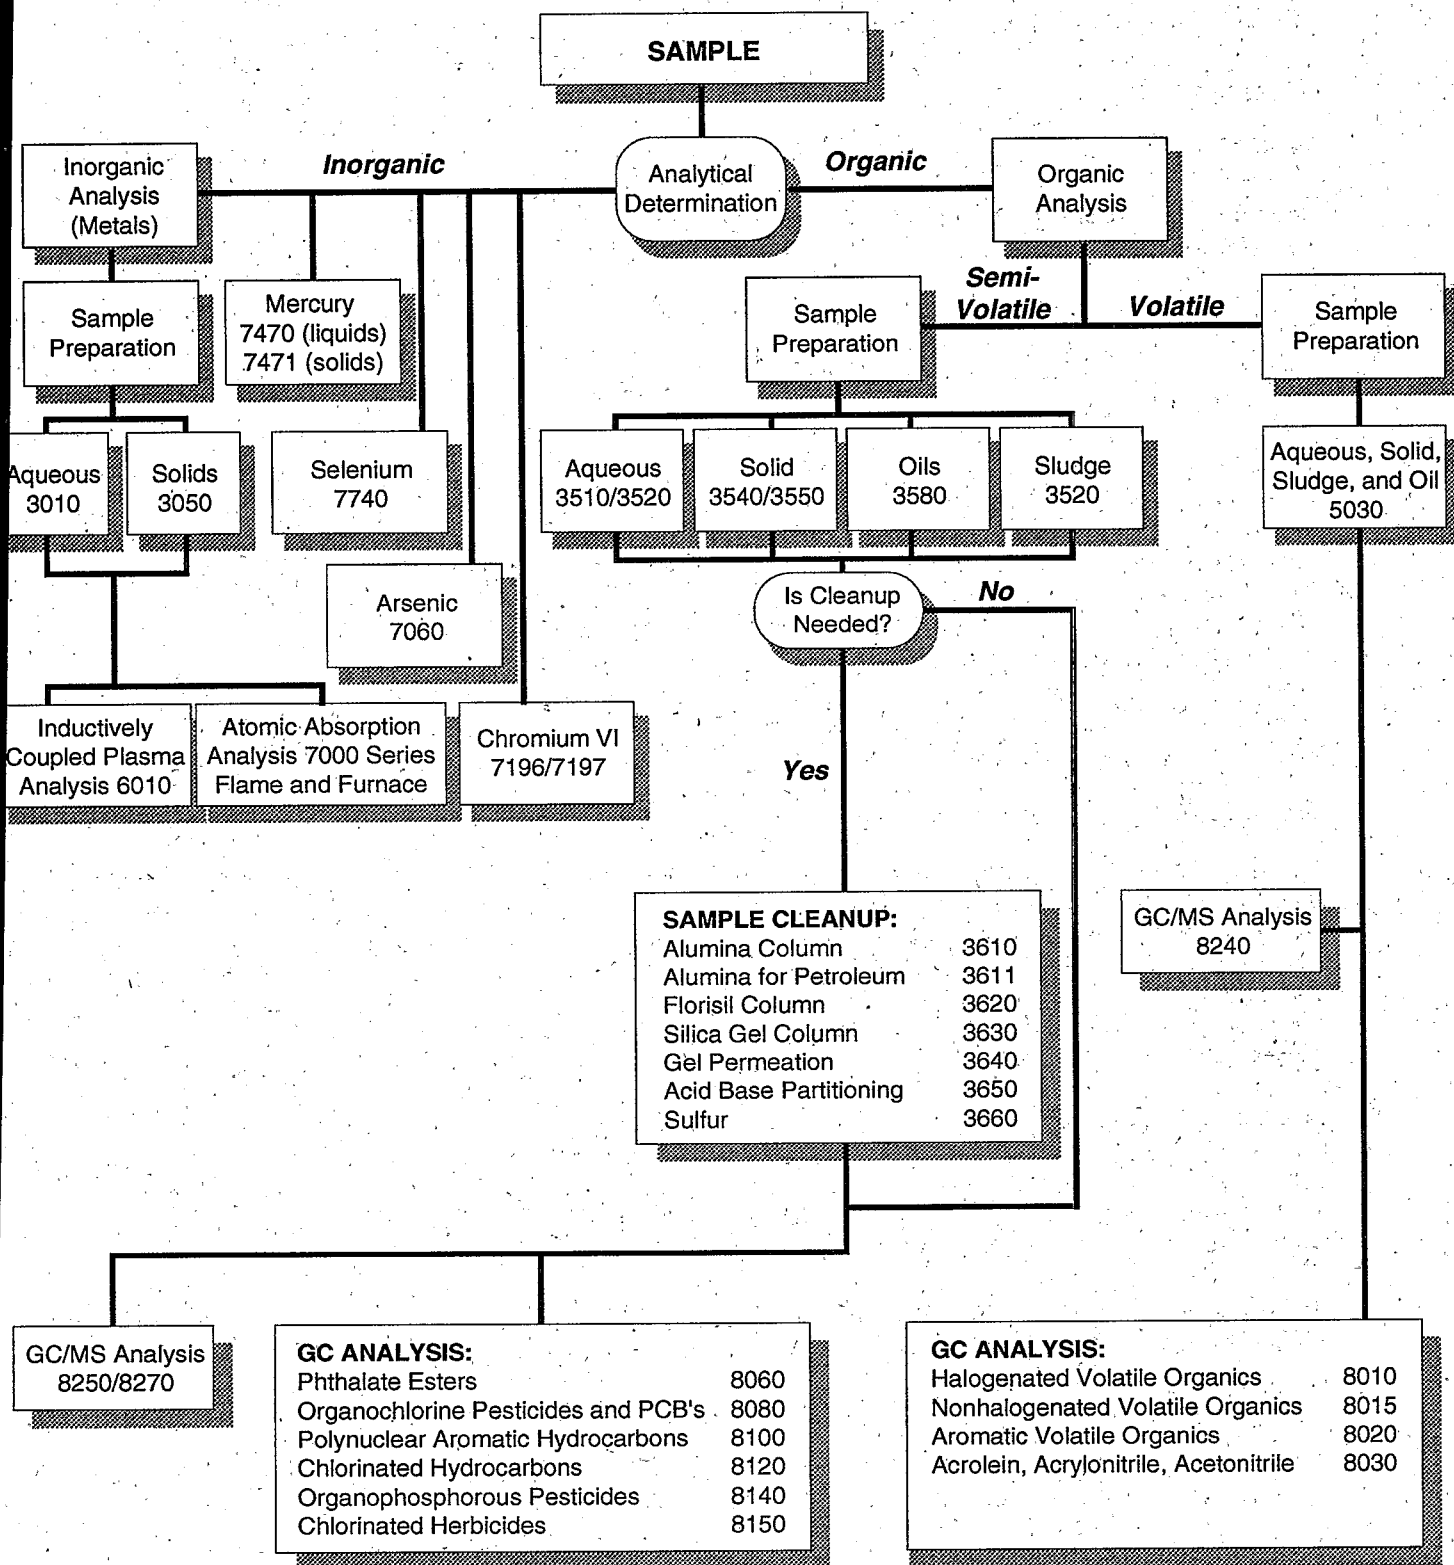 SAMPLE
Inorganic
Analysis
(Metals)
Inorganic
Analytical
Determination
Organic
Organic
Analysis
Sample
Preparation
Mercury
7470 (liquids)
7471 (solids)
Semi-
Volatile
Volatile
Sample
Preparation
Sample
Preparation
Aqueous
3010
Solids
3050
Selenium
7740
Aqueous
3510/3520
Solid
3540/3550
Oils
3580
Sludge
3520
Aqueous, Solid,
Sludge, and Oil
5030
Arsenic
7060
Is Cleanup
Needed?
No
Yes
Inductively
Coupled Plasma
Analysis 6010
Atomic Absorption
Analysis 7000 Series
Flame and Furnace
Chromium VI
7196/7197
SAMPLE CLEANUP:
Alumina Column 3610
Alumina for Petroleum 3611
Florisil Column 3620
Silica Gel Column 3630
Gel Permeation 3640
Acid Base Partitioning 3650
Sulfur 3660
GC/MS Analysis
8240
GC/MS Analysis
8250/8270
GC ANALYSIS:
Phthalate Esters 8060
Organochlorine Pesticides and PCB's 8080
Polynuclear Aromatic Hydrocarbons 8100
Chlorinated Hydrocarbons 8120
Organophosphorous Pesticides 8140
Chlorinated Herbicides 8150
GC ANALYSIS:
Halogenated Volatile Organics 8010
Nonhalogenated Volatile Organics 8015
Aromatic Volatile Organics 8020
Acrolein, Acrylonitrile, Acetonitrile 8030